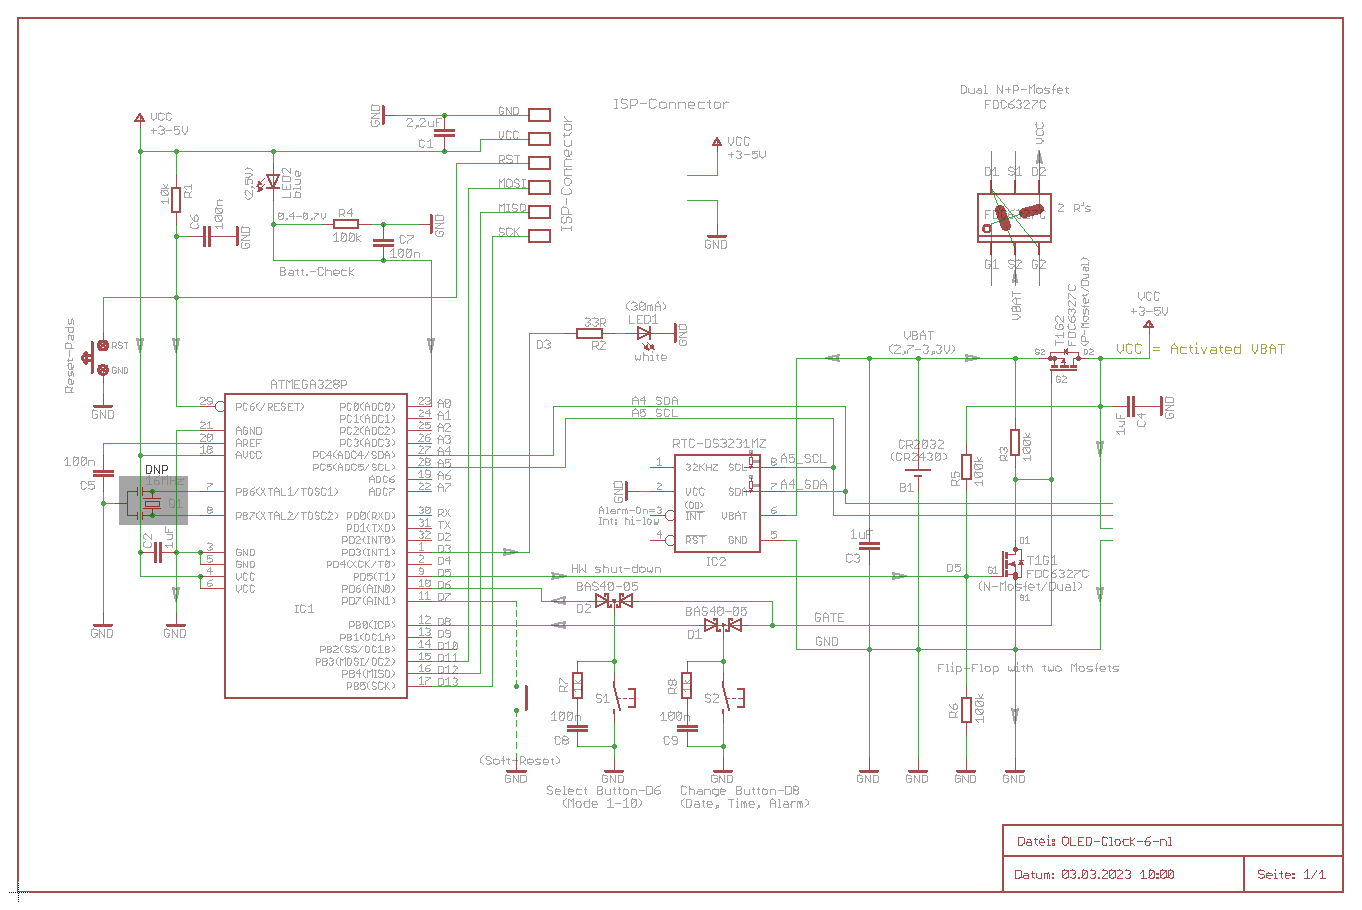 ISP-Connector
Dual N+P-Mosfet
FDC6327C
VCC
+3-5V
GND
2,2uF
C1
GND
VCC
RST
MOSI
MISO
SCK
ISP-Connector
VCC
+3-5V
GND
VCC
D1 S1 D2
FDC6327C
2 R's
G1 S2 G2
VBAT
10k
R1
C6
100n
GND
(2,5V)
LED2
blue
0,4-0,7V
R4
100k
C7
100n
GND
Batt.-Check
Reset-Pads
RST
GND
GND
D3
33R
R2
(30mA)
LED1
white
GND
VBAT
(2,7-3,3V)
T1G2
FDC6327C
(P-Mosfet/Dual)
G2
D2
G2
VCC
+3-5V
VCC = Activated VBAT
1uF
C4
GND
ATMEGA328P
29 PC6(/RESET)
21 AGND
20 AREF
18 AVCC
7 PB6(XTAL1/TOSC1)
8 PB7(XTAL2/TOSC2)
3 GND
5 GND
4 VCC
6 VCC
PC0(ADC0) 23 A0
PC1(ADC1) 24 A1
PC2(ADC2) 25 A2
PC3(ADC3) 26 A3
PC4(ADC4/SDA) 27 A4
PC5(ADC5/SCL) 28 A5
ADC6 19 A6
ADC7 22 A7
PD0(RXD) 30 RX
PD1(TXD) 31 TX
PD2(INT0) 32 D2
PD3(INT1) 1 D3
PD4(XCK/T0) 2 D4
PD5(T1) 9 D5
PD6(AIN0) 10 D6
PD7(AIN1) 11 D7
PB0(ICP) 12 D8
PB1(OC1A) 13 D9
PB2(SS/OC1B) 14 D10
PB3(MOSI/OC2) 15 D11
PB4(MISO) 16 D12
PB5(SCK) 17 D13
IC1
100n
C5
DNP
16MHz
Q1
C2
1uF
GND
GND
A4_SDA
A5_SCL
RTC-DS3231MZ
1 32KHZ
2 VCC
(OD)
INT
4 RST
SCL 8 A5_SCL
SDA 7 A4_SDA
VBAT 6
GND 5
GND
Alarm-On=3
Int: hi-low
IC2
1uF
C3
CR2032
(CR2430)
B1
R5
100k
R3
100k
D5
G1
D1
T1G1
FDC6327C
(N-Mosfet/Dual)
S1
HW shut-down
BAS40-05
D2
BAS40-05
D1
GATE
GND
Flip-Flop with two Mosfets
R7
1k
S1
100n
C8
R8
1k
S2
100n
C9
R6
100k
(Soft-Reset)
GND
GND
GND
GND
GND
GND
GND
Select Button-D6
(Mode 1-10)
Change Button-D8
(Date, Time, Alarm)
Datei: OLED-Clock-6-nl
Datum: 03.03.2023 10:00
Seite: 1/1